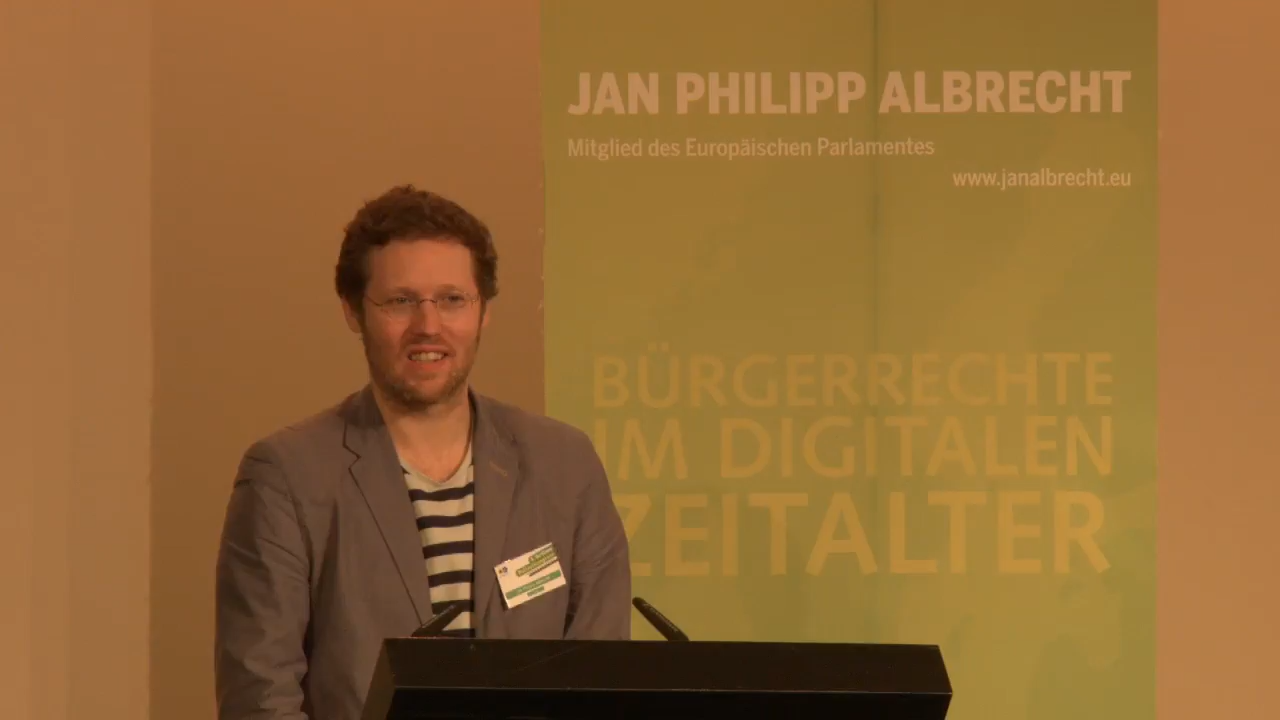 JAN PHILIPP ALBRECHT
Mitglied des Europäischen Parlamentes
www.janalbrecht.eu
BÜRGERRECHTE
IM DIGITALEN
ZEITALTER